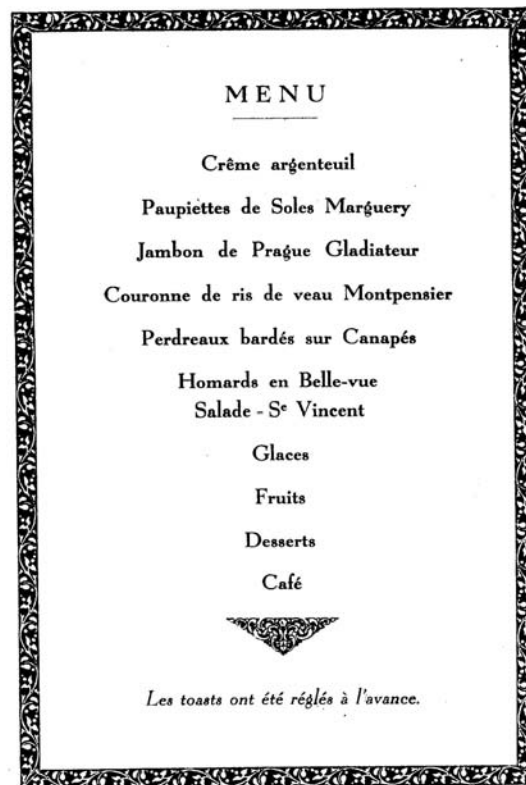 MENU
Crême argenteuil
Paupiettes de Soles Marguery
Jambon de Prague Gladiateur
Couronne de ris de veau Montpensier
Perdreaux bardés sur Canapés
Homards en Belle-vue
Salade - Se Vincent
Glaces
Fruits
Desserts
Café
Les toasts ont été réglés à l'avance.